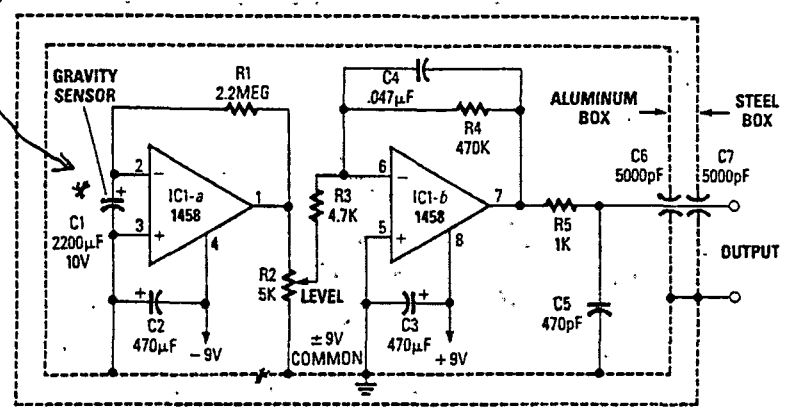 GRAVITY
SENSOR
R1
2.2MEG
2
−
+
IC1-a
1458
1
3
+
4
C1
2200µF
10V
+
C2
470µF
−9V
R2
5K
LEVEL
R3
4.7K
C4
.047µF
R4
470K
6
−
IC1-b
1458
7
5
+
8
C3
+
470µF
+9V
±9V
COMMON
R5
1K
C5
470pF
ALUMINUM
BOX
STEEL
BOX
C6
5000pF
C7
5000pF
OUTPUT